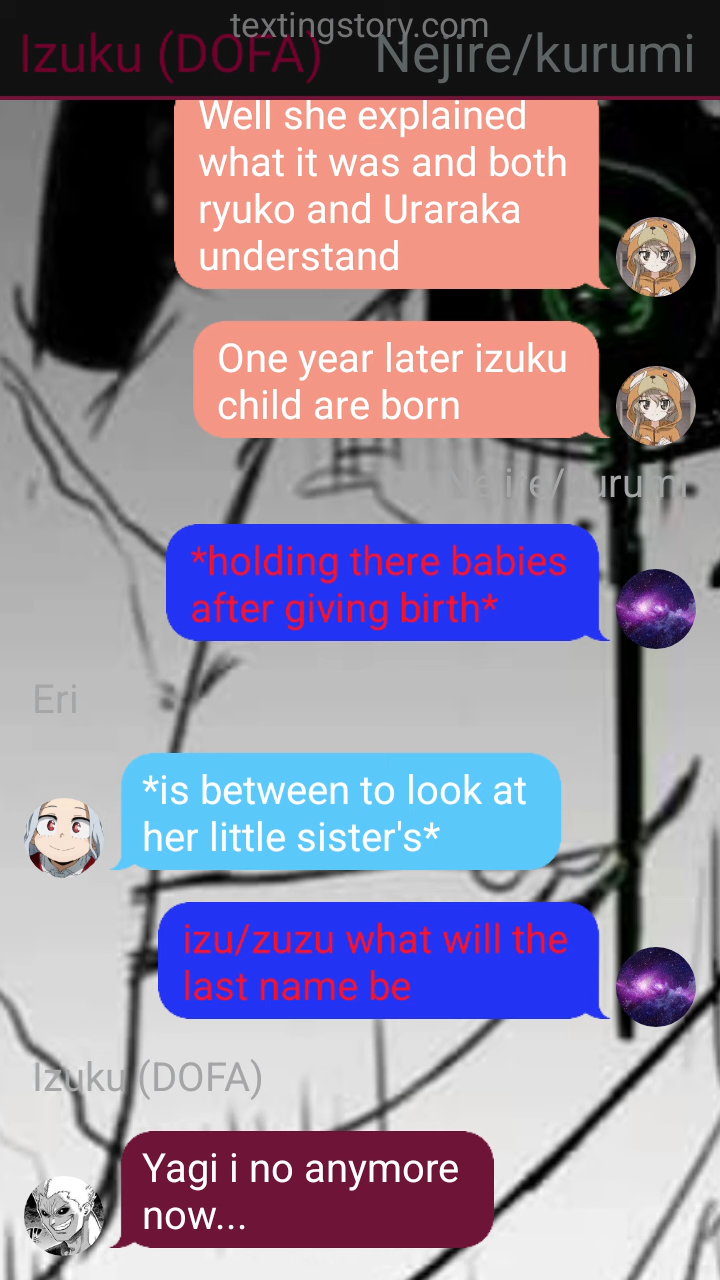 textingstory.com
Izuku (DOFA) Nejire/kurumi
Well she explained
what it was and both
ryuko and Uraraka
understand
One year later izuku
child are born
Nejire/kurumi
*holding there babies
after giving birth*
Eri
*is between to look at
her little sister's*
izu/zuzu what will the
last name be
Izuku (DOFA)
Yagi i no anymore
now...